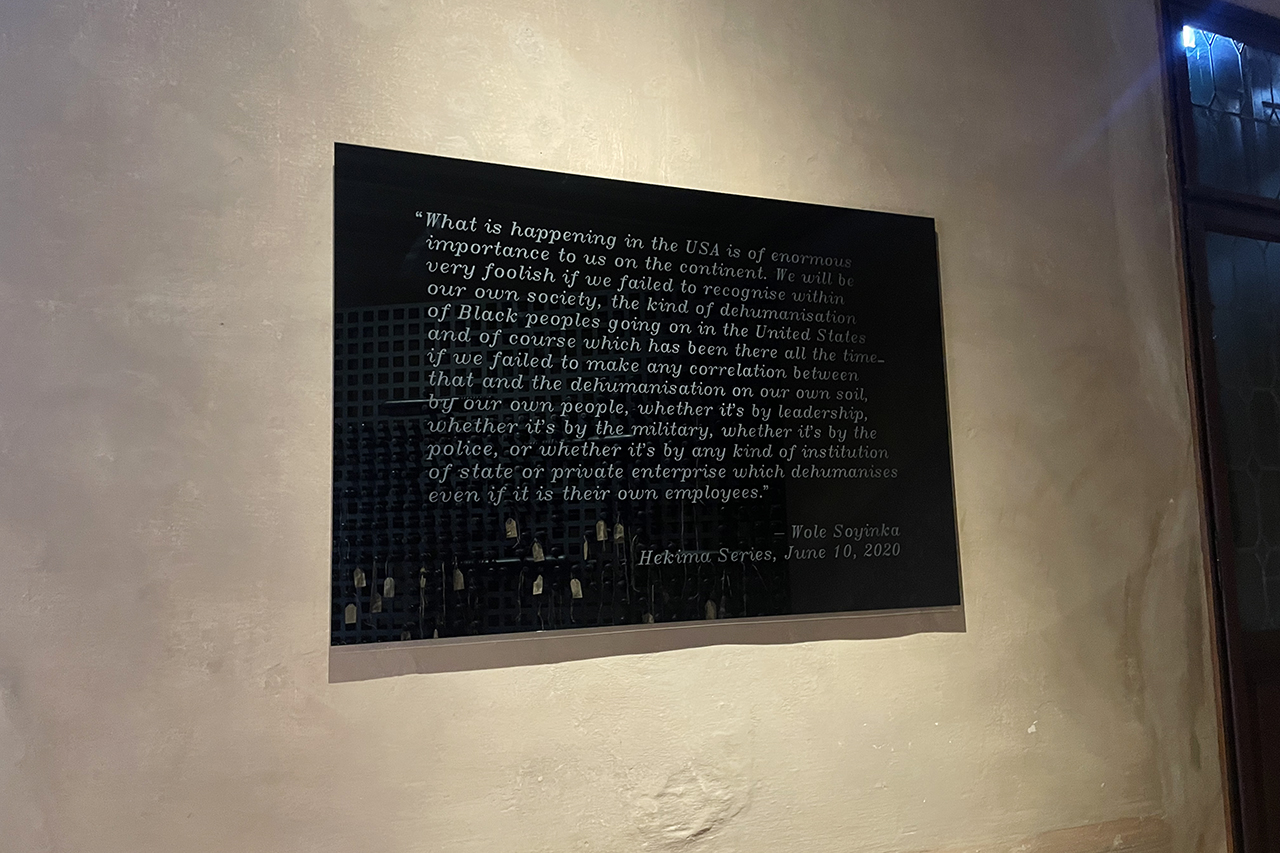 “What is happening in the USA is of enormous
importance to us on the continent. We will be
very foolish if we failed to recognise within
our own society, the kind of dehumanisation
of Black peoples going on in the United States
and of course which has been there all the time_
if we failed to make any correlation between
that and the dehumanisation on our own soil,
by our own people, whether it's by leadership,
whether it's by the military, whether it's by the
police, or whether it's by any kind of institution
of state or private enterprise which dehumanises
even if it is their own employees.”
– Wole Soyinka
Hekima Series, June 10, 2020